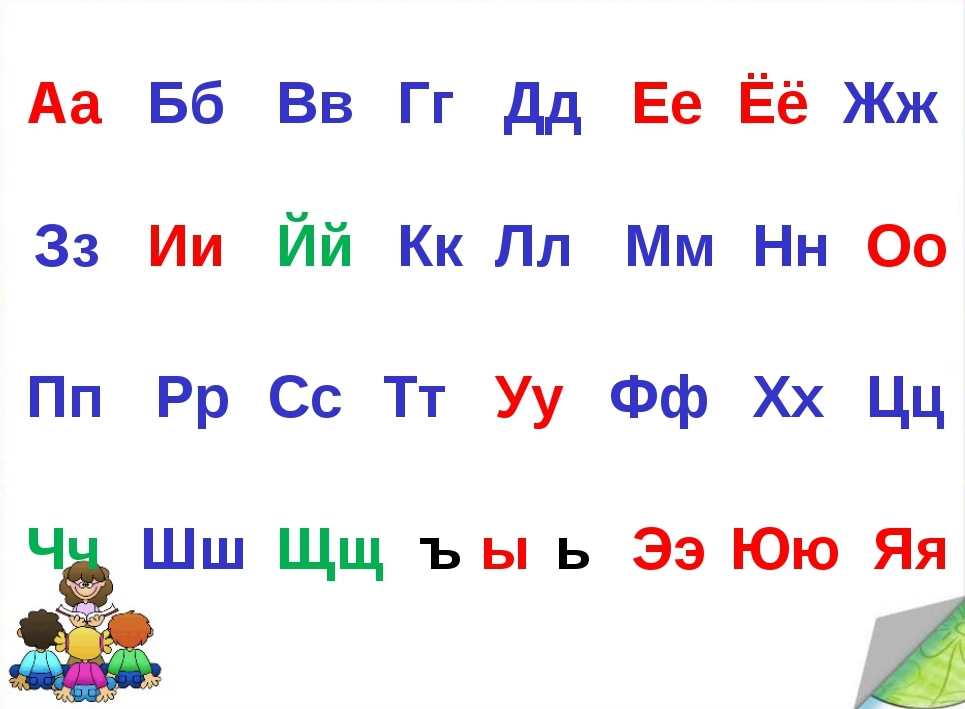 Аа Бб Вв Гг Дд Ее Ёё Жж
Зз Ии Йй Кк Лл Мм Нн Оо
Пп Рр Сс Тт Уу Фф Хх Цц
Чч Шш Щщ ъ ы ь Ээ Юю Яя